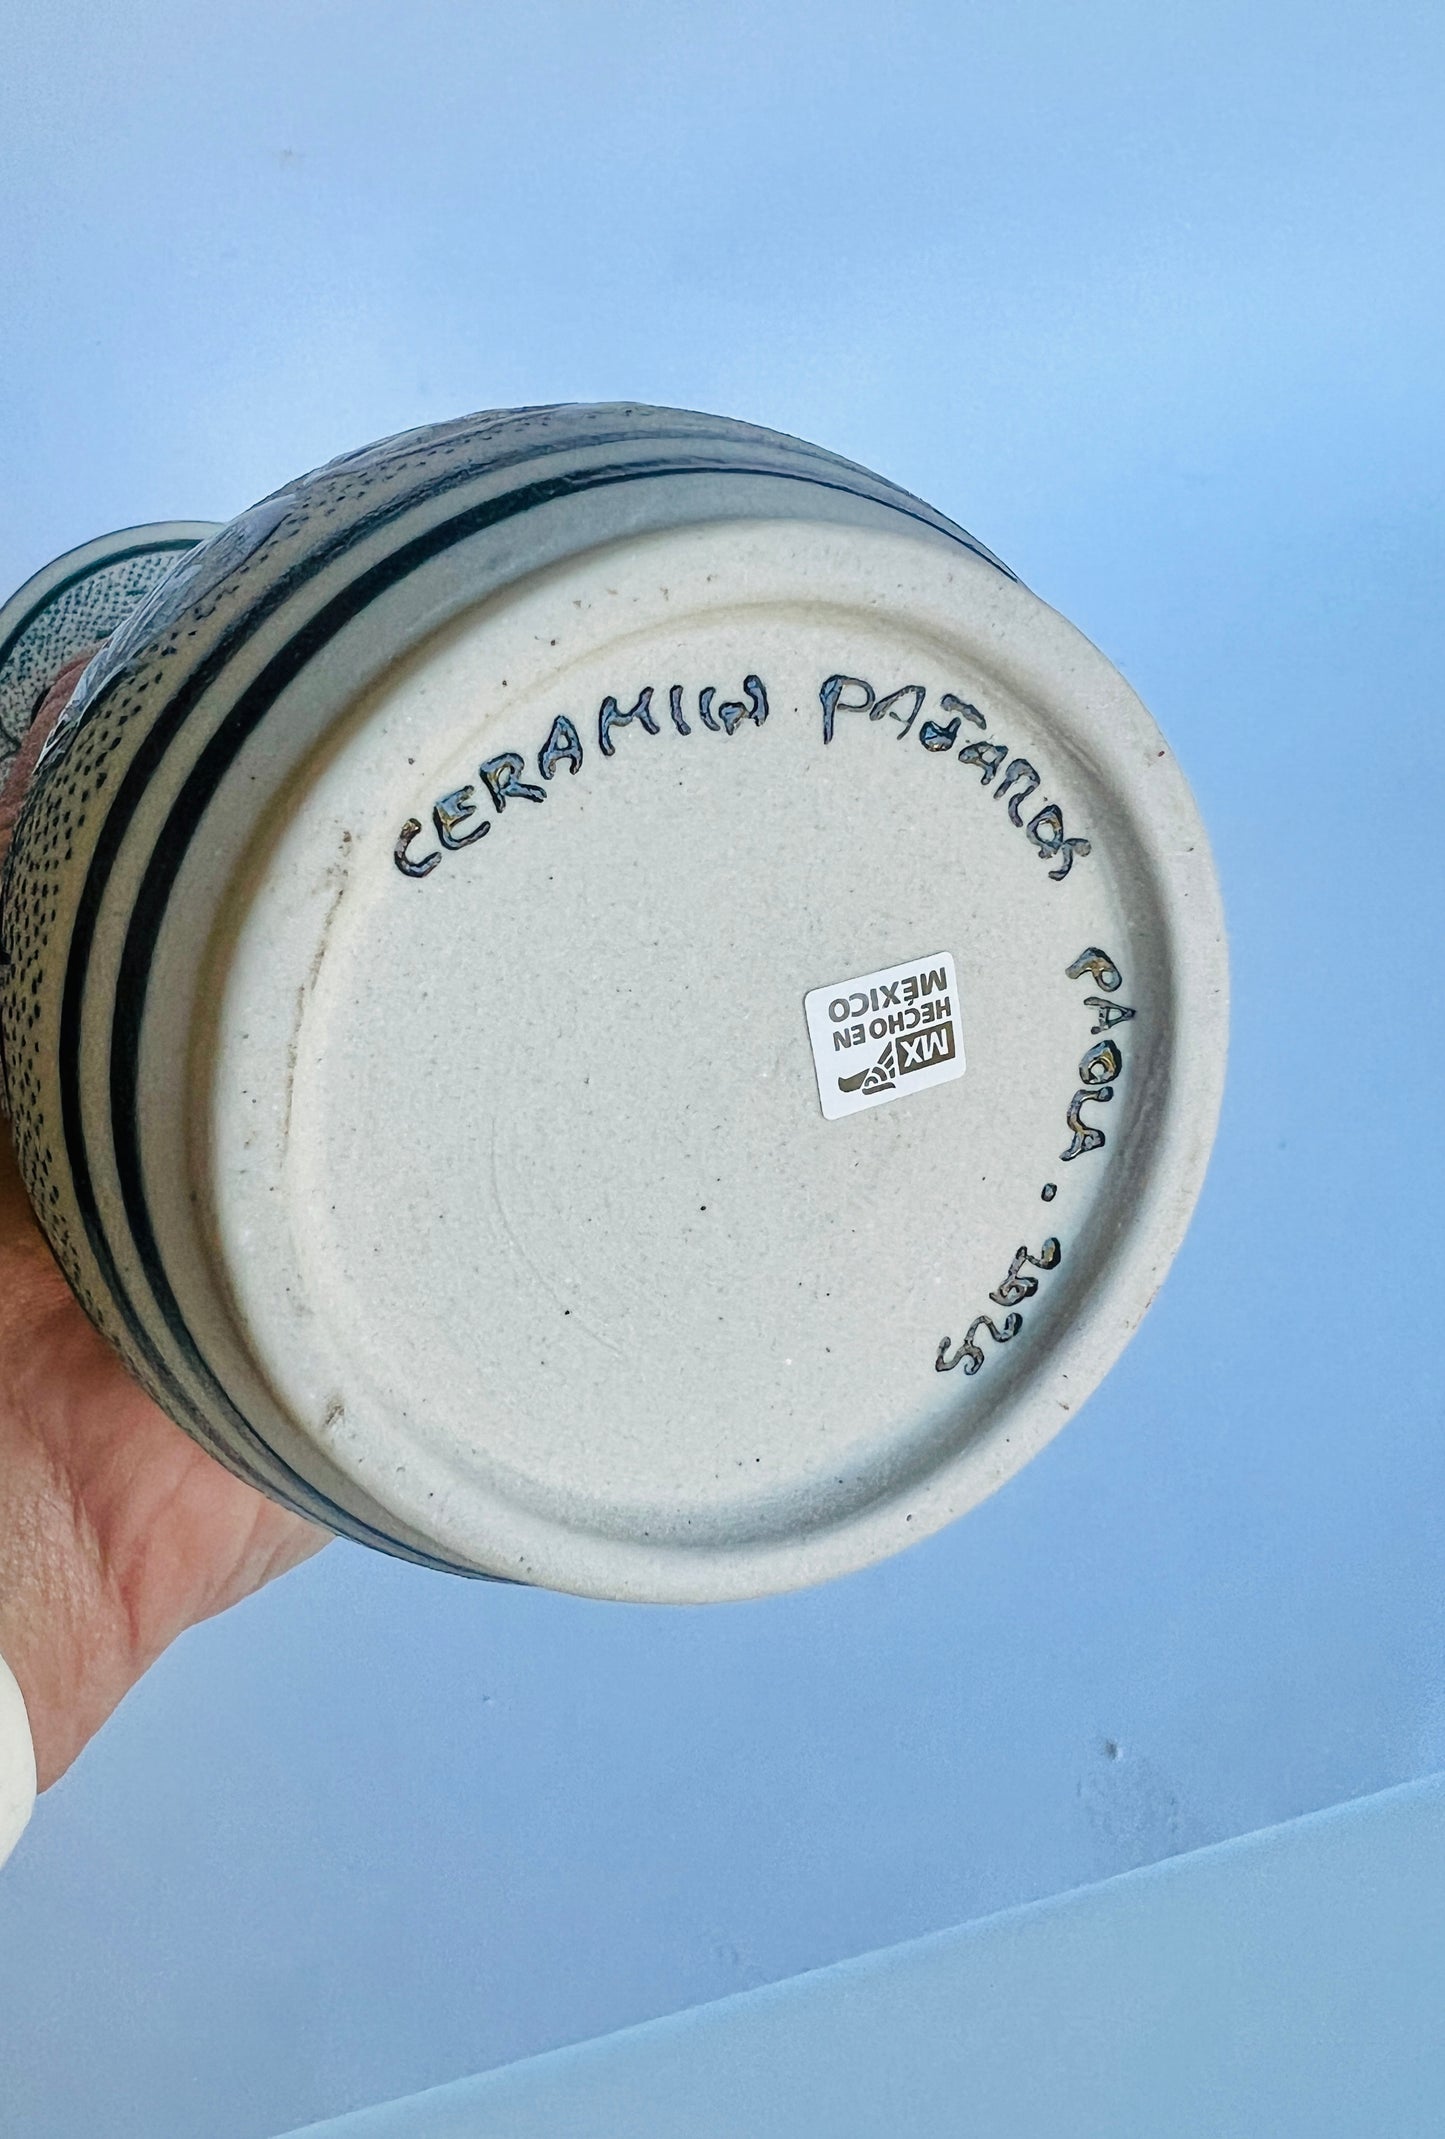 CERAMICA PAJAROS PAOLA . 2025
MX
HECHO EN
MÉXICO